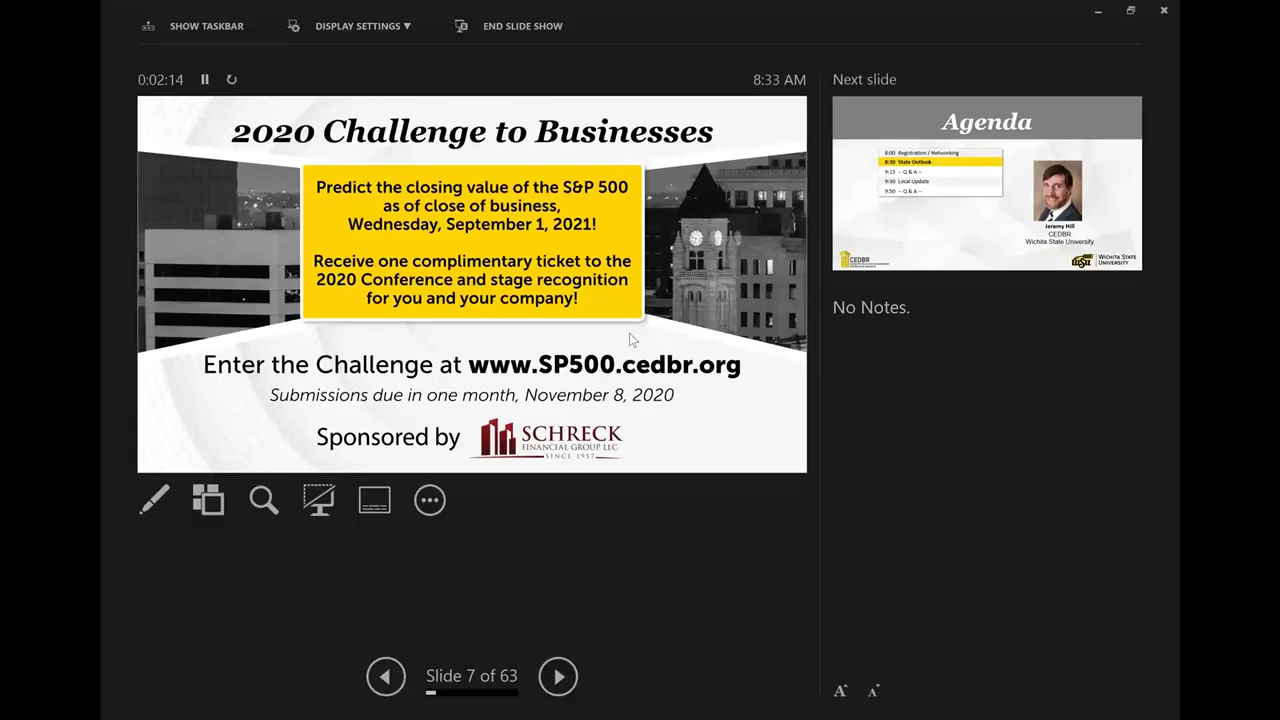 SHOW TASKBAR
DISPLAY SETTINGS ▼
END SLIDE SHOW
0:02:14
8:33 AM
2020 Challenge to Businesses
Predict the closing value of the S&P 500
as of close of business,
Wednesday, September 1, 2021!
Receive one complimentary ticket to the
2020 Conference and stage recognition
for you and your company!
Enter the Challenge at www.SP500.cedbr.org
Submissions due in one month, November 8, 2020
Sponsored by
SCHRECK
FINANCIAL GROUP LLC
SINCE 1957
Slide 7 of 63
Next slide
Agenda
8:00 Registration / Networking
8:30 State Outlook
9:15 -- Q & A --
9:30 Local Update
9:50 -- Q & A --
Jeremy Hill
CEDBR
Wichita State University
CEDBR
WSU
WICHITA STATE
UNIVERSITY
No Notes.
A A